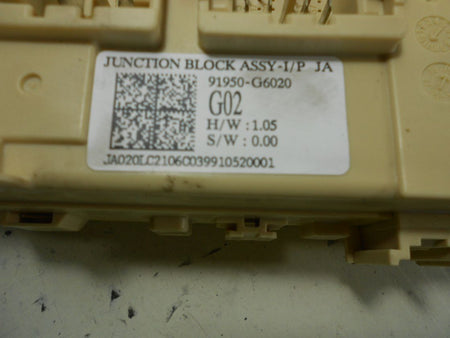 JUNCTION BLOCK ASSY-I/P JA
91950-G6020
G02
H/W : 1.05
S/W : 0.00
JA020LC2106C039910520001